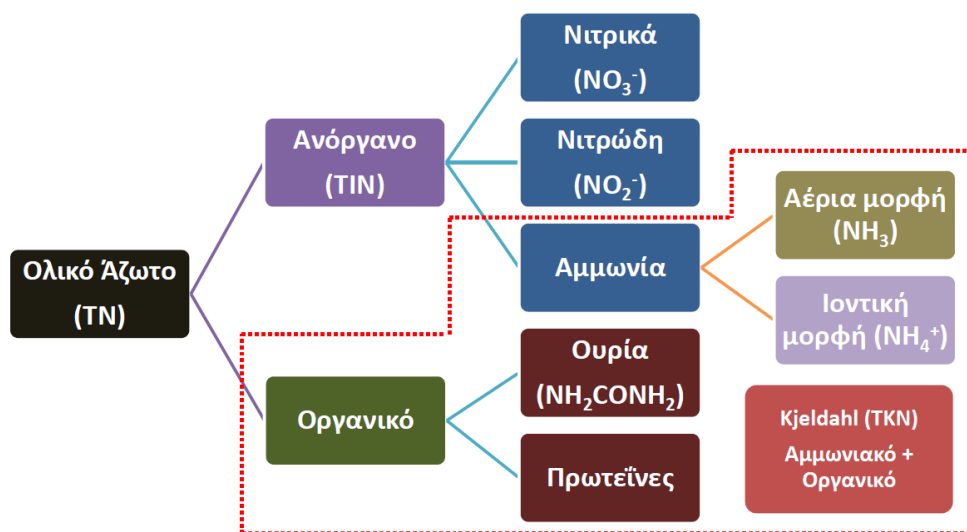 Νιτρικά
(NO₃⁻)
Ανόργανο
(TIN)
Νιτρώδη
(NO₂⁻)
Αέρια μορφή
(NH₃)
Ολικό Άζωτο
(TN)
Αμμωνία
Ιοντική
μορφή (NH₄⁺)
Οργανικό
Ουρία
(NH₂CONH₂)
Πρωτεΐνες
Kjeldahl (TKN)
Αμμωνιακό +
Οργανικό